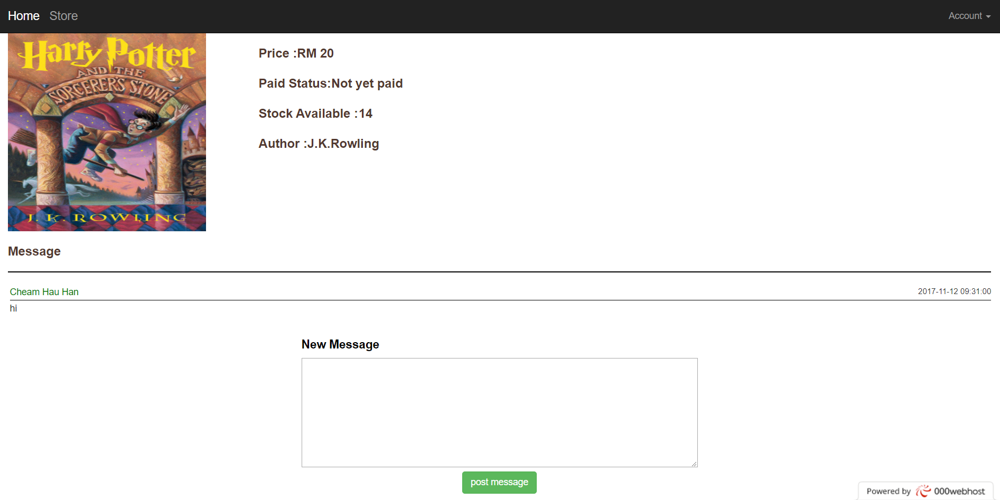 Home Store Account
Harry Potter
AND THE
SORCERER'S STONE
J. K. ROWLING
Price :RM 20
Paid Status:Not yet paid
Stock Available :14
Author :J.K.Rowling
Message
Cheam Hau Han 2017-11-12 09:31:00
hi
New Message
post message
Powered by 000webhost